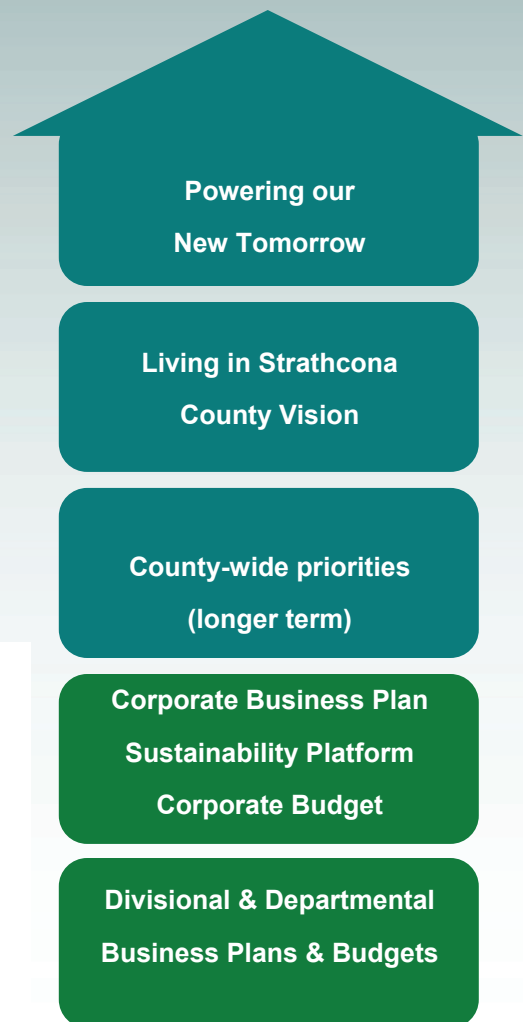 Powering our
New Tomorrow
Living in Strathcona
County Vision
County-wide priorities
(longer term)
Corporate Business Plan
Sustainability Platform
Corporate Budget
Divisional & Departmental
Business Plans & Budgets